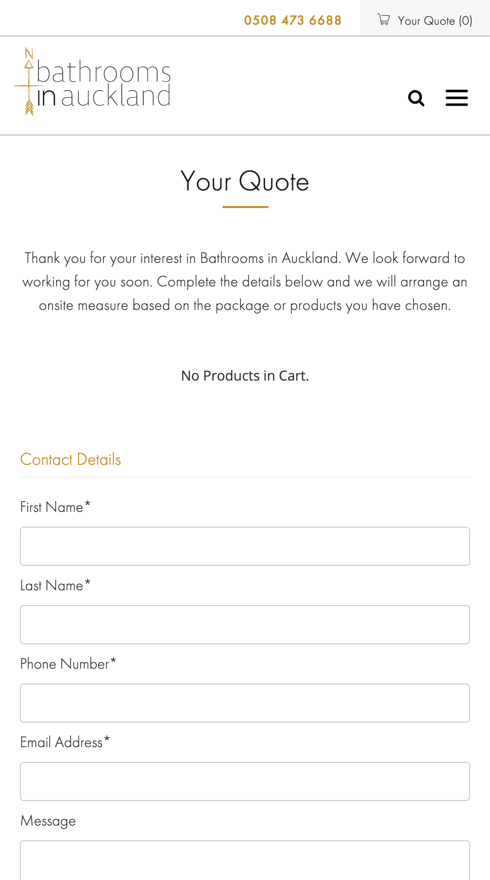 0508 473 6688
Your Quote (0)
N
bathrooms
in auckland
Your Quote
Thank you for your interest in Bathrooms in Auckland. We look forward to
working for you soon. Complete the details below and we will arrange an
onsite measure based on the package or products you have chosen.
No Products in Cart.
Contact Details
First Name*
Last Name*
Phone Number*
Email Address*
Message